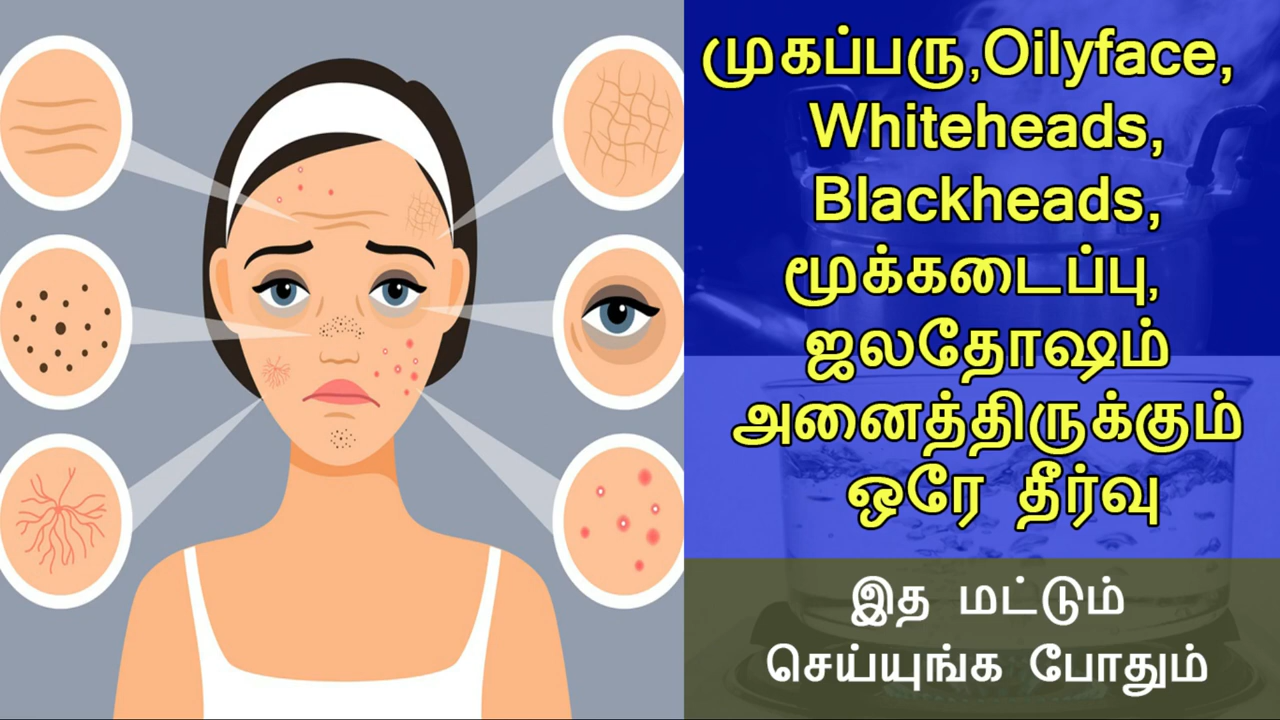 முகப்பரு,Oilyface,
Whiteheads,
Blackheads,
மூக்கடைப்பு,
ஜலதோஷம்
அனைத்திருக்கும்
ஒரே தீர்வு
இத மட்டும்
செய்யுங்க போதும்